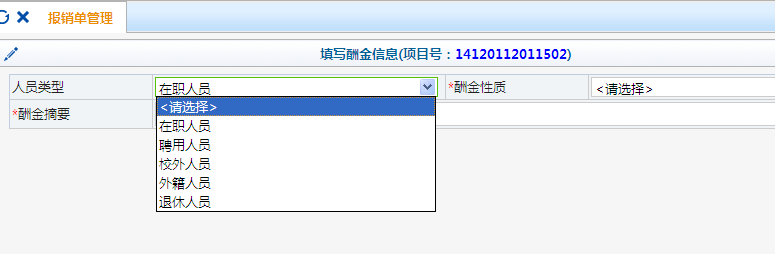 报销单管理
填写酬金信息(项目号：14120112011502)
人员类型 在职人员 *酬金性质 <请选择>
*酬金摘要
<请选择>
在职人员
聘用人员
校外人员
外籍人员
退休人员